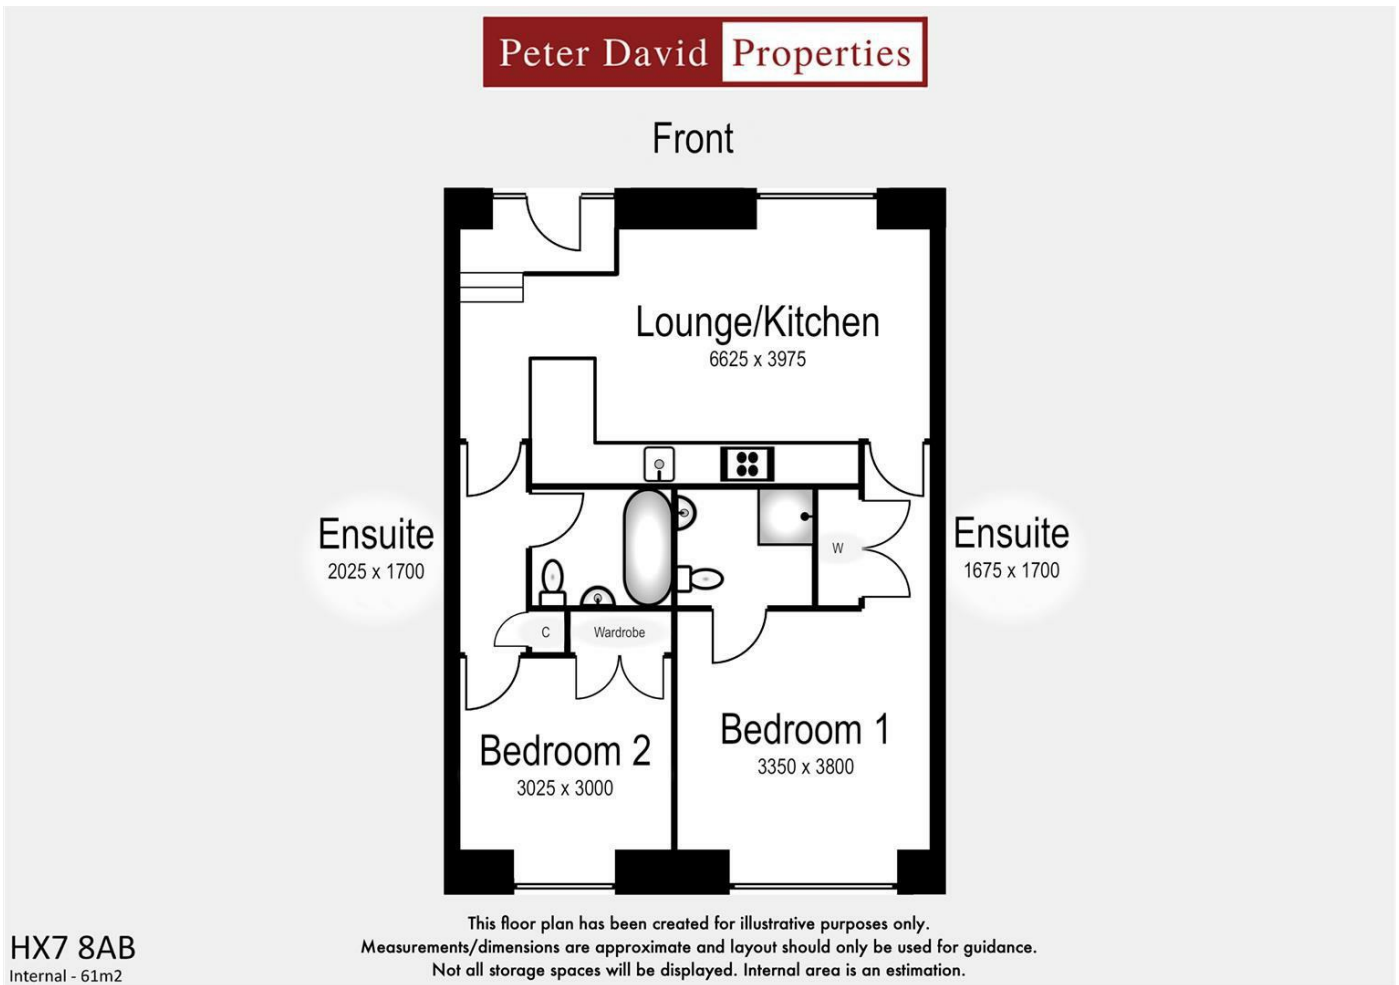 Peter David Properties
Front
Lounge/Kitchen
6625 x 3975
Ensuite
2025 x 1700
Ensuite
1675 x 1700
W
C
Wardrobe
Bedroom 1
3350 x 3800
Bedroom 2
3025 x 3000
This floor plan has been created for illustrative purposes only.
Measurements/dimensions are approximate and layout should only be used for guidance.
Not all storage spaces will be displayed. Internal area is an estimation.
HX7 8AB
Internal - 61m2